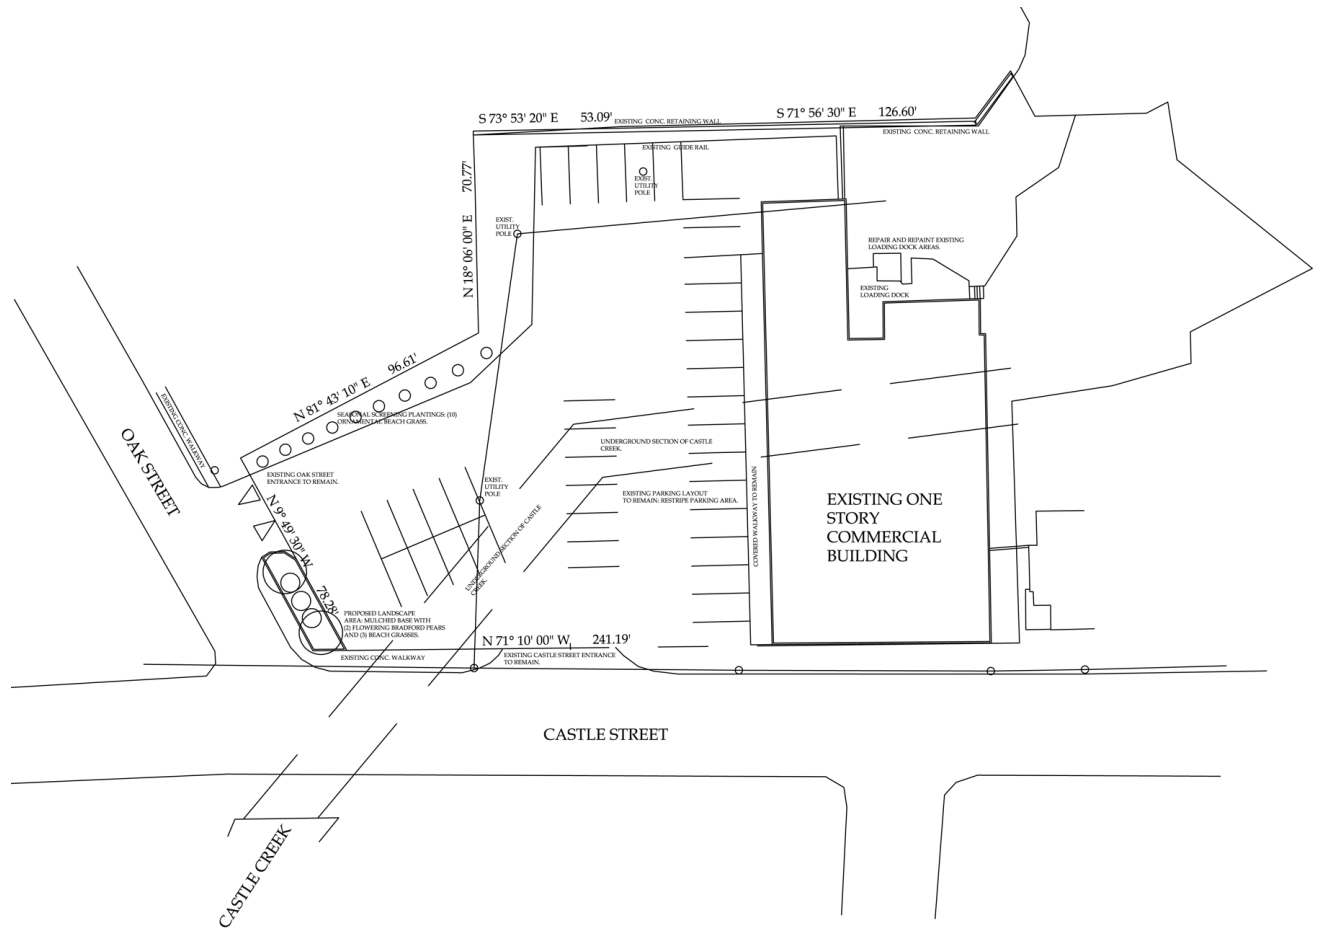 S 73° 53' 20" E 53.09'
EXISTING CONC. RETAINING WALL
S 71° 56' 30" E 126.60'
EXISTING CONC. RETAINING WALL
EXISTING GUIDE RAIL
EXIST.
UTILITY
POLE
N 18° 06' 00" E 70.77'
EXIST.
UTILITY
POLE
REPAIR AND REPAINT EXISTING
LOADING DOCK AREAS.
EXISTING
LOADING DOCK
N 81° 43' 10" E 96.61'
SEASONAL SCREENING PLANTINGS: (10)
ORNAMENTAL BEACH GRASS.
EXISTING CONC. WALKWAY
OAK STREET
EXISTING OAK STREET
ENTRANCE TO REMAIN.
UNDERGROUND SECTION OF CASTLE
CREEK.
EXIST.
UTILITY
POLE
EXISTING PARKING LAYOUT
TO REMAIN: RESTRIPE PARKING AREA.
COVERED WALKWAY TO REMAIN
EXISTING ONE
STORY
COMMERCIAL
BUILDING
N 9° 49' 30" W 78.28'
UNDERGROUND SECTION OF CASTLE
CREEK.
PROPOSED LANDSCAPE
AREA: MULCHED BASE WITH
(2) FLOWERING BRADFORD PEARS
AND (3) BEACH GRASSES.
N 71° 10' 00" W 241.19'
EXISTING CONC. WALKWAY
EXISTING CASTLE STREET ENTRANCE
TO REMAIN.
CASTLE STREET
CASTLE CREEK